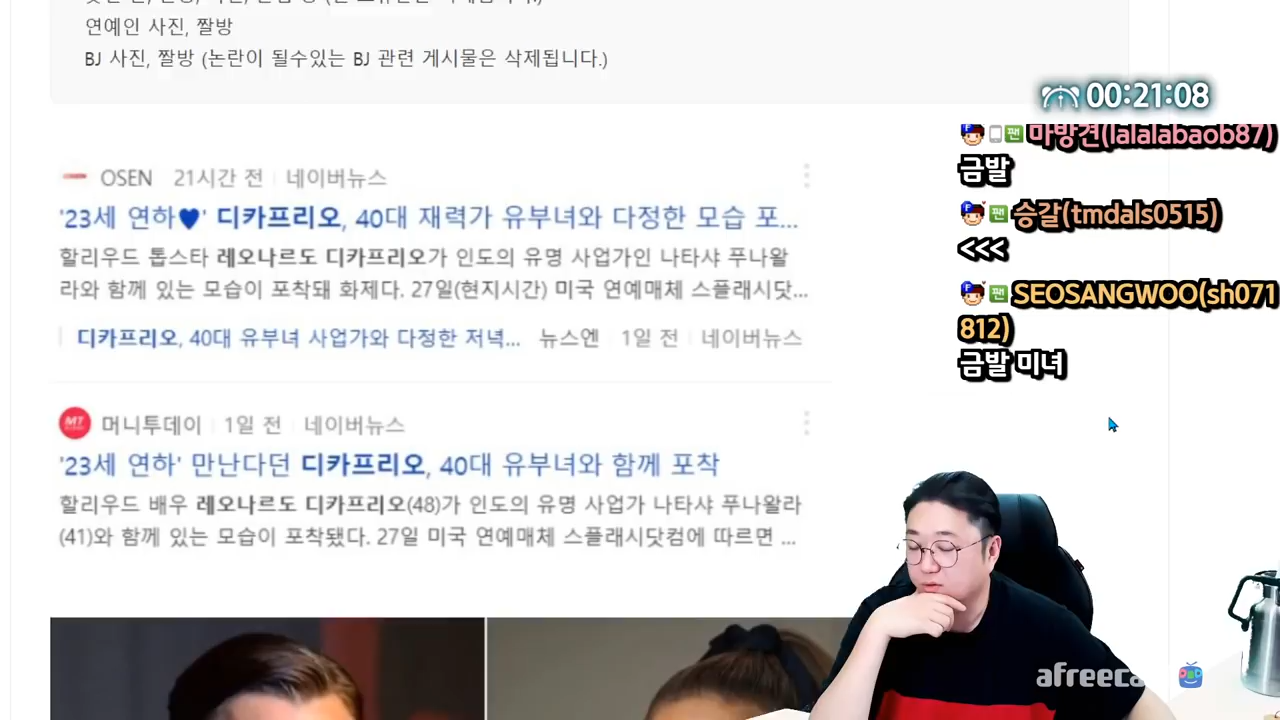 연예인 사진, 짤방
BJ 사진, 짤방 (논란이 될수있는 BJ 관련 게시물은 삭제됩니다.)
00:21:08
마방견(lalalabaob87)
금발
승갈(tmdals0515)
<<<
SEOSANGWOO(sh071
812)
금발 미녀
OSEN 21시간 전 네이버뉴스
'23세 연하♥' 디카프리오, 40대 재력가 유부녀와 다정한 모습 포...
할리우드 톱스타 레오나르도 디카프리오가 인도의 유명 사업가인 나타샤 푸나왈
라와 함께 있는 모습이 포착돼 화제다. 27일(현지시간) 미국 연예매체 스플래시닷...
디카프리오, 40대 유부녀 사업가와 다정한 저녁... 뉴스엔 1일 전 네이버뉴스
MT 머니투데이 1일 전 네이버뉴스
'23세 연하' 만난다던 디카프리오, 40대 유부녀와 함께 포착
할리우드 배우 레오나르도 디카프리오(48)가 인도의 유명 사업가 나타샤 푸나왈라
(41)와 함께 있는 모습이 포착됐다. 27일 미국 연예매체 스플래시닷컴에 따르면 ...
afreeca